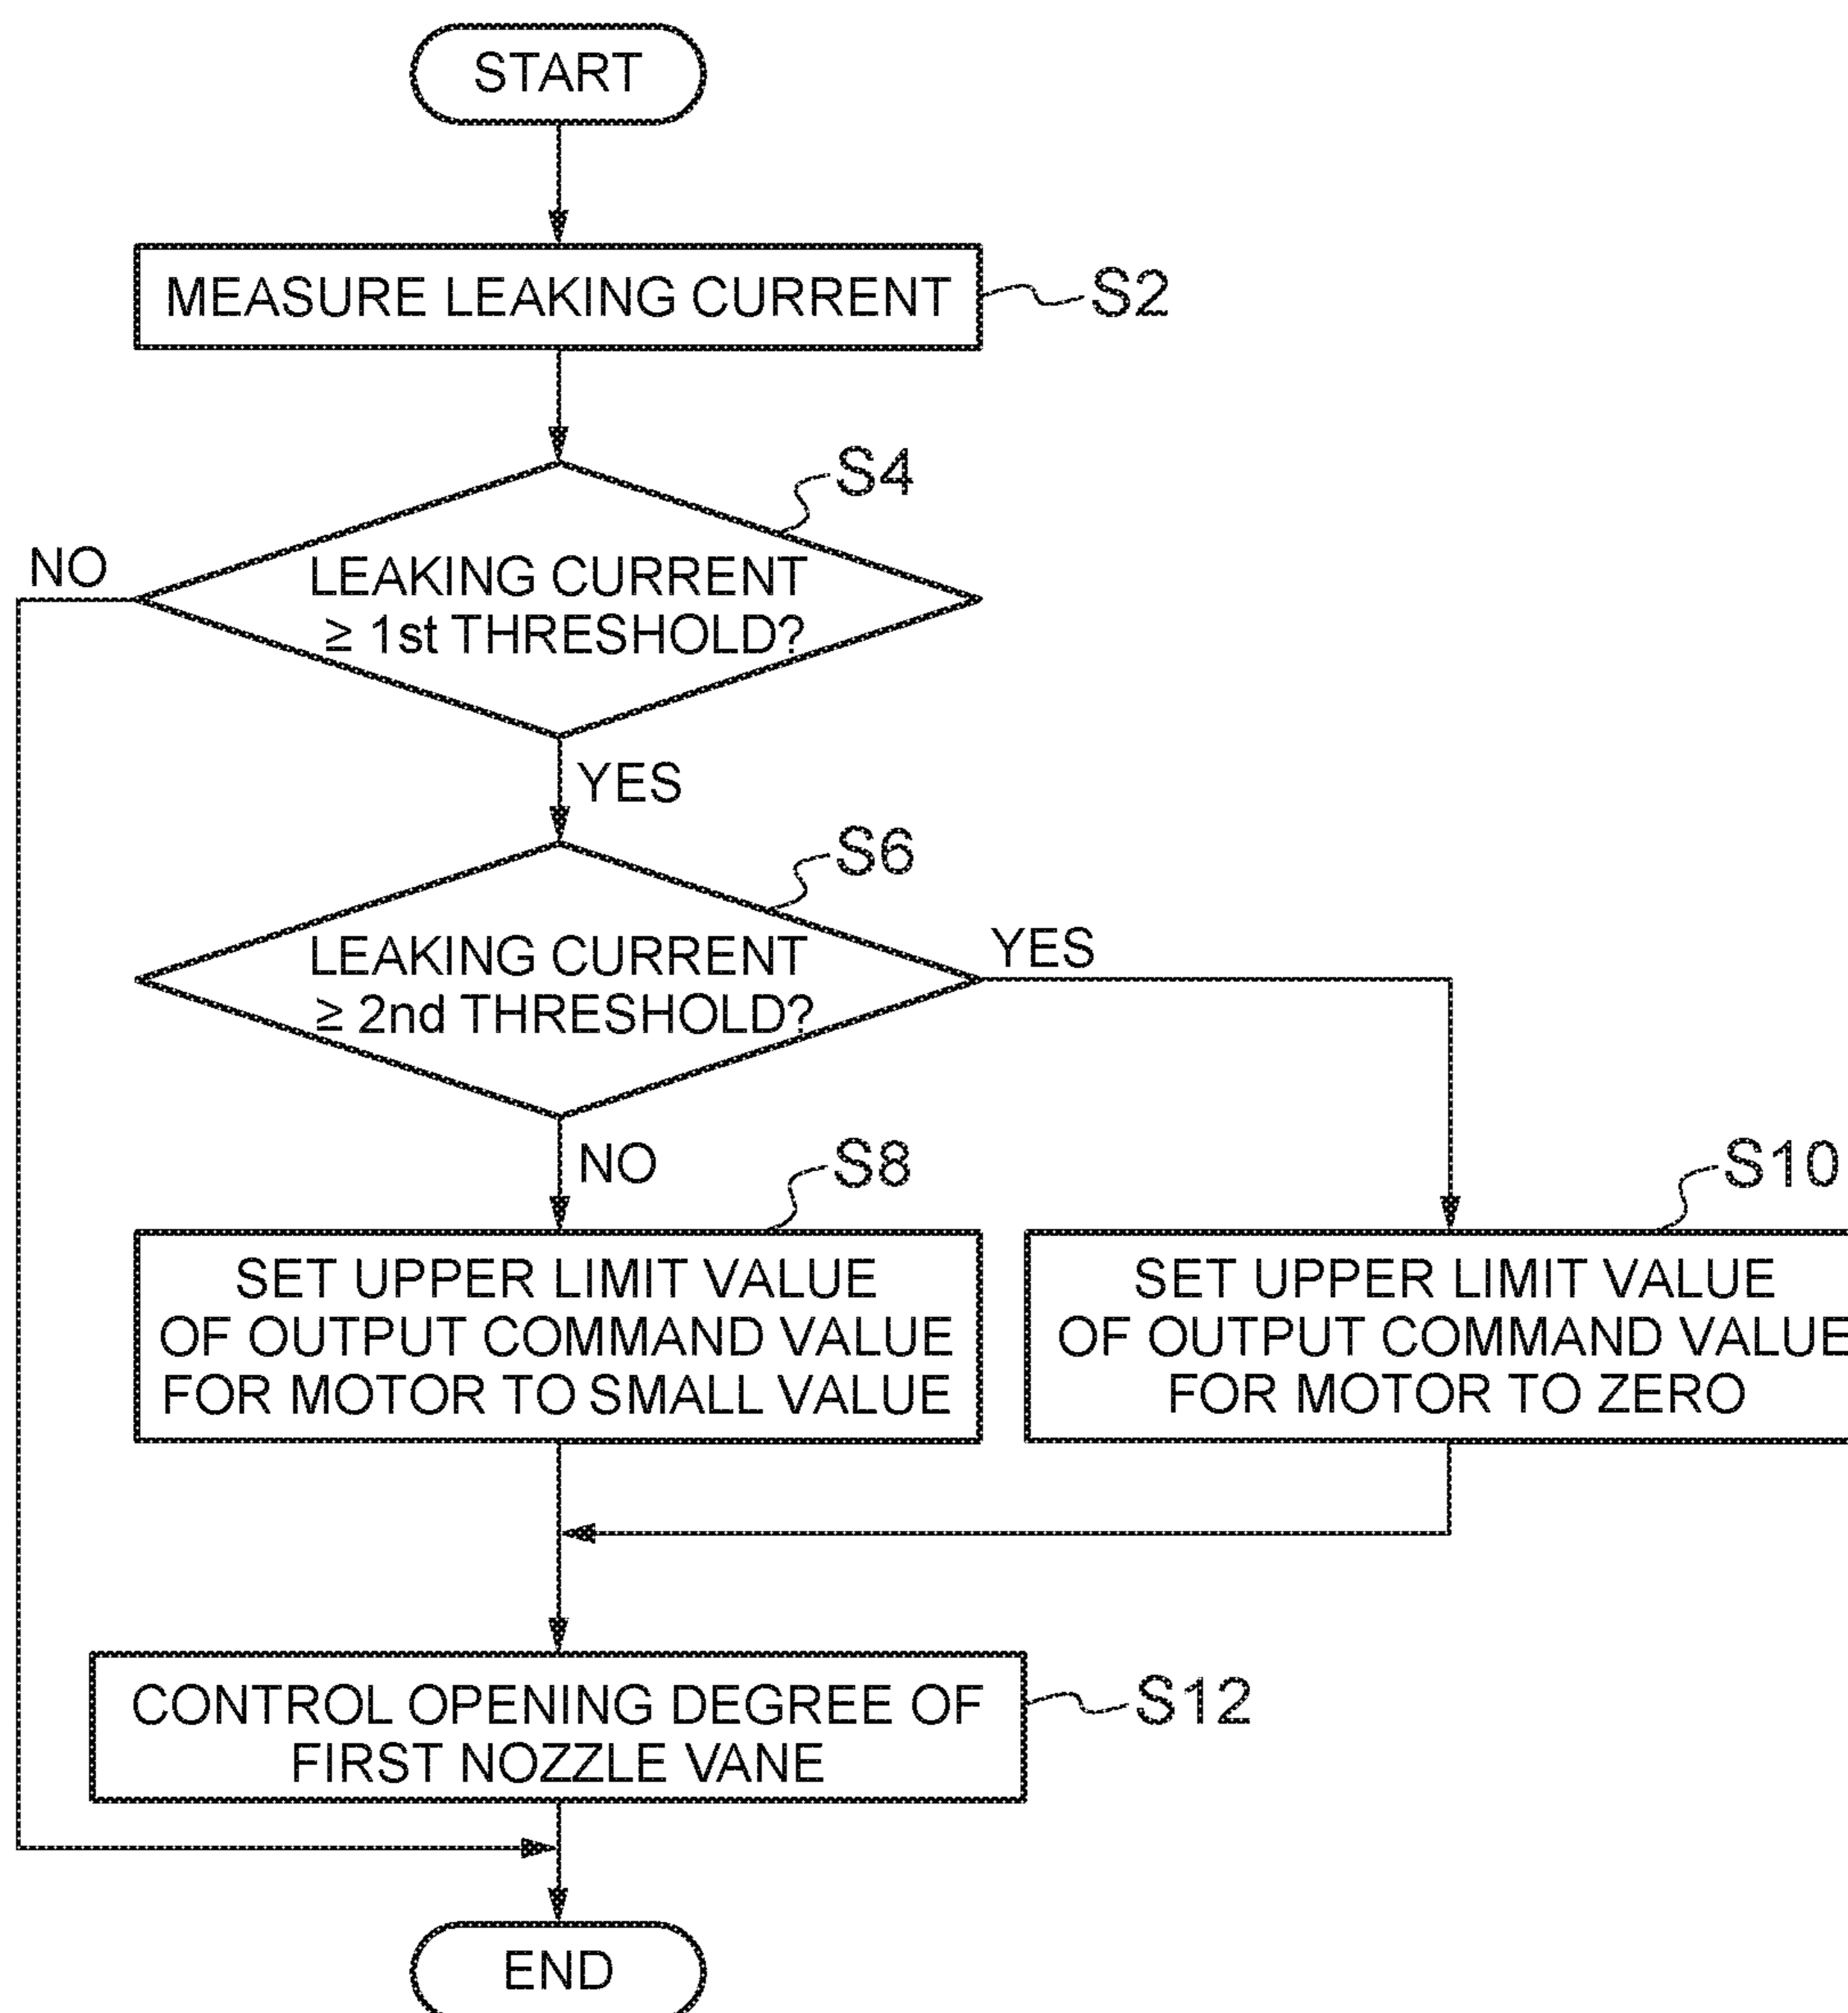 START
MEASURE LEAKING CURRENT
S2
S4
NO
LEAKING CURRENT
≥ 1st THRESHOLD?
YES
S6
LEAKING CURRENT
≥ 2nd THRESHOLD?
YES
NO
S8
S10
SET UPPER LIMIT VALUE
OF OUTPUT COMMAND VALUE
FOR MOTOR TO SMALL VALUE
SET UPPER LIMIT VALUE
OF OUTPUT COMMAND VALUE
FOR MOTOR TO ZERO
CONTROL OPENING DEGREE OF
FIRST NOZZLE VANE
S12
END